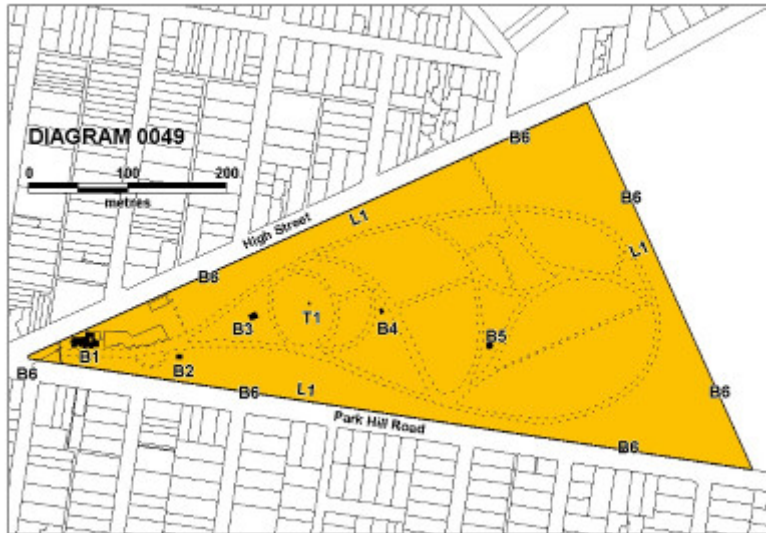 B6
DIAGRAM 0049
B6
0 100 200
metres
High Street
L1
L1
B6
B3
T1
B4
B5
B1
B2
B6
B6
L1
B6
Park Hill Road
B6